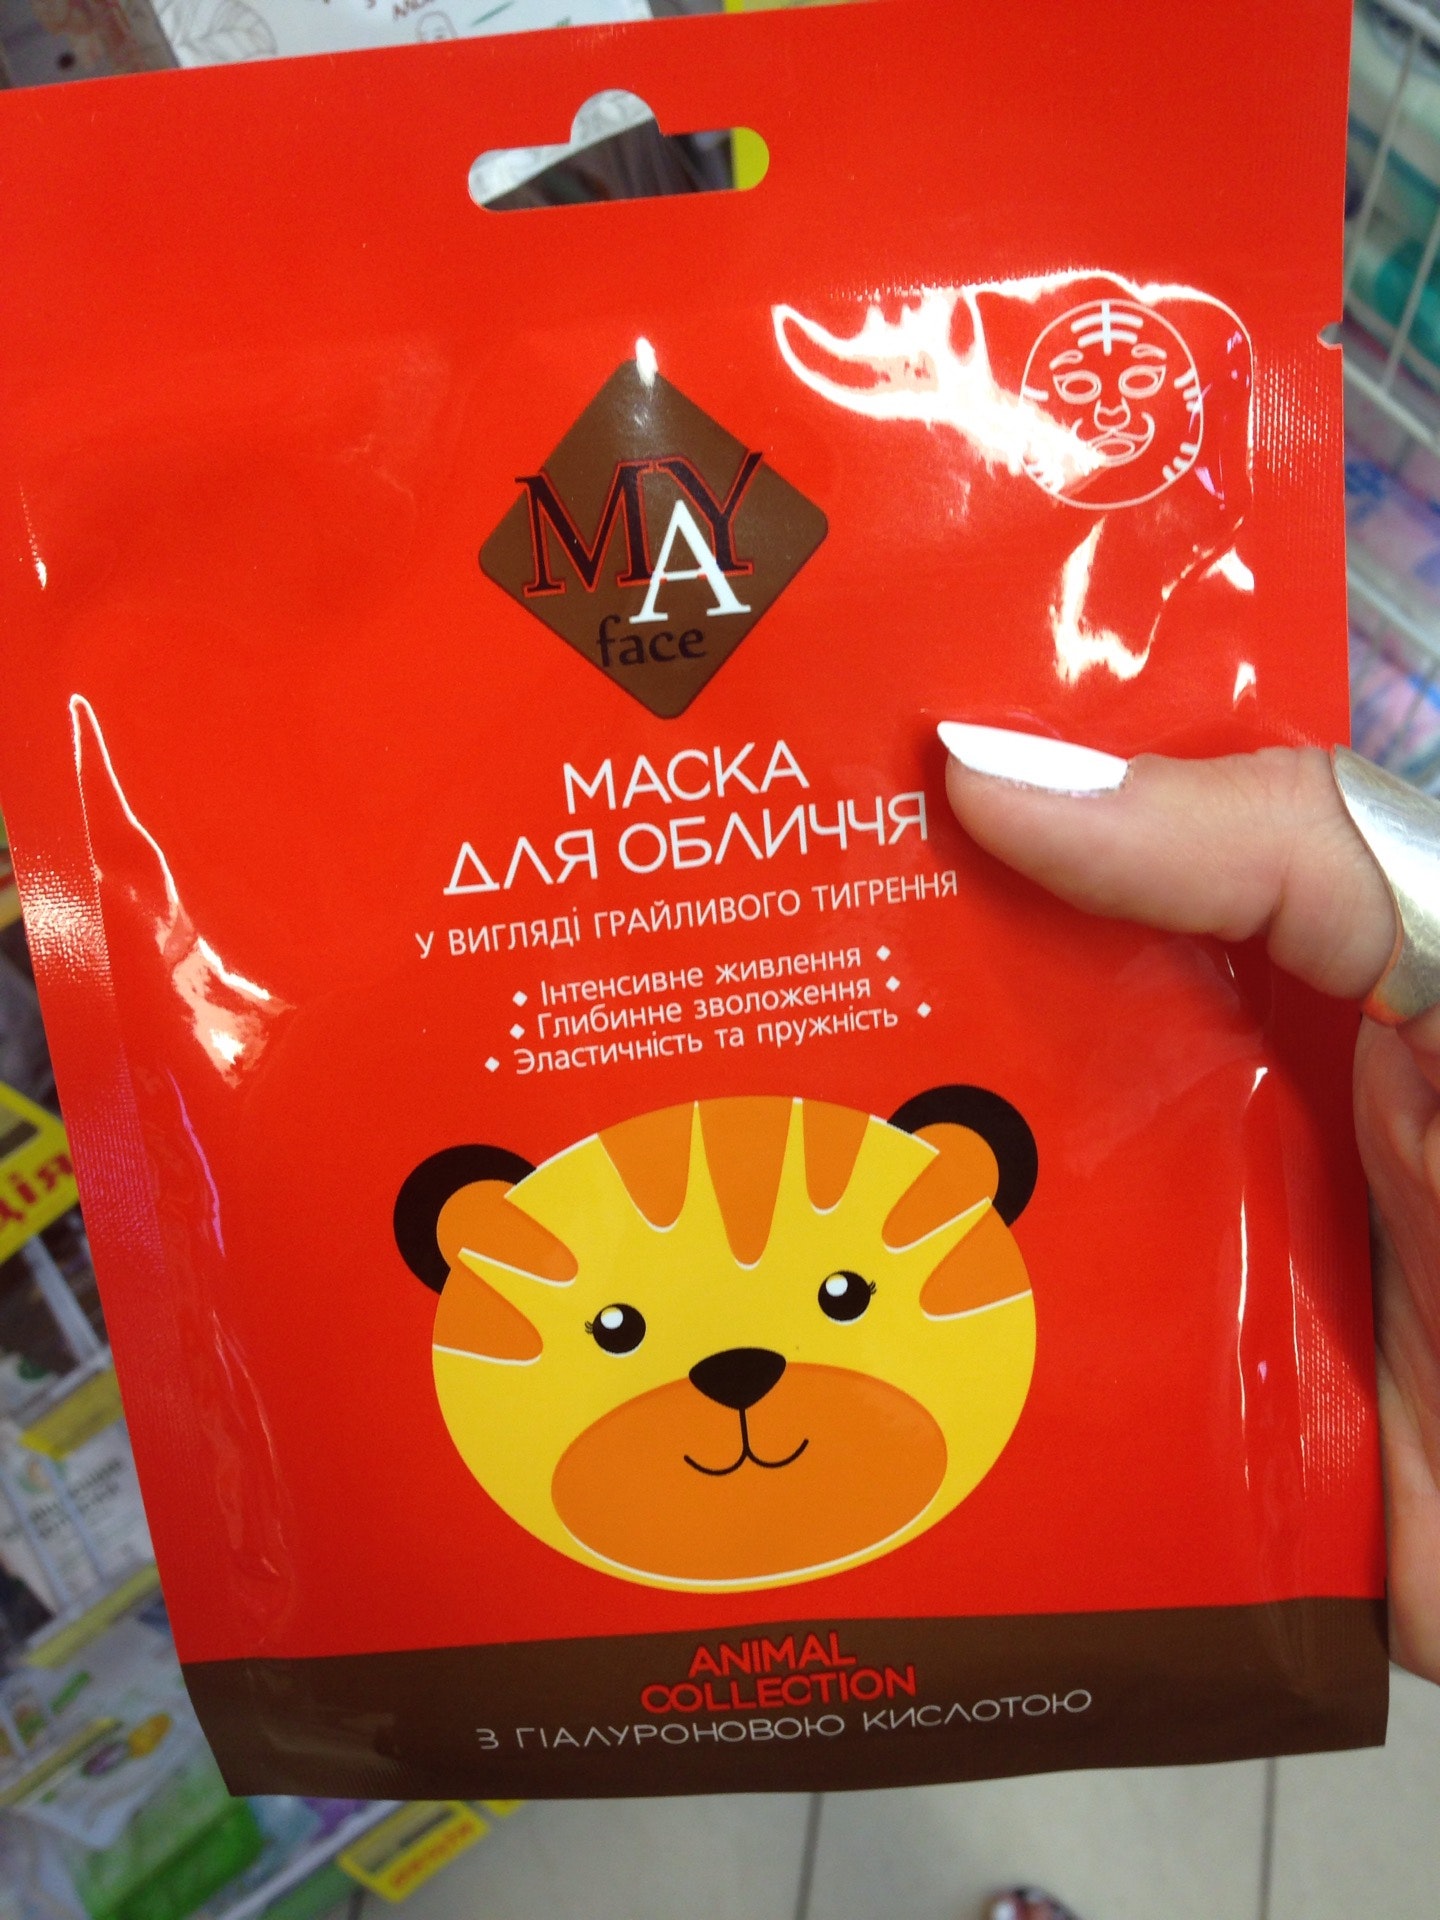 MAY
face
МАСКА
ДЛЯ ОБЛИЧЧЯ
У ВИГЛЯДІ ГРАЙЛИВОГО ТИГРЕННЯ
Інтенсивне живлення
Глибинне зволоження
Эластичність та пружність
ANIMAL
COLLECTION
З ГІАЛУРОНОВОЮ КИСЛОТОЮ